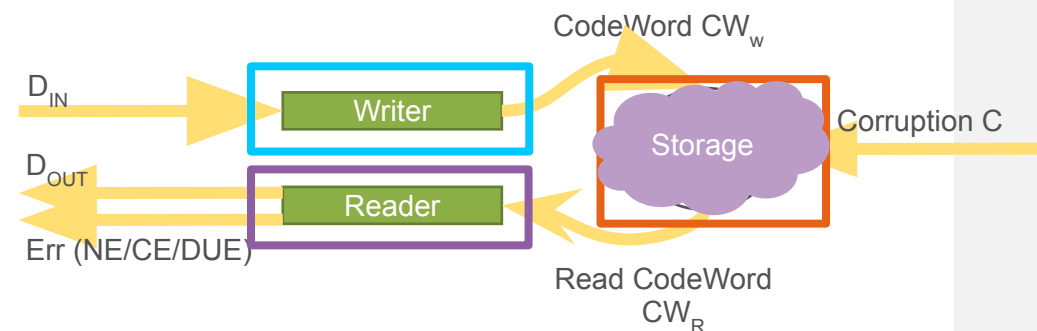 CodeWord CW_w
D_IN
Writer
Corruption C
Storage
D_OUT
Reader
Err (NE/CE/DUE)
Read CodeWord
CW_R